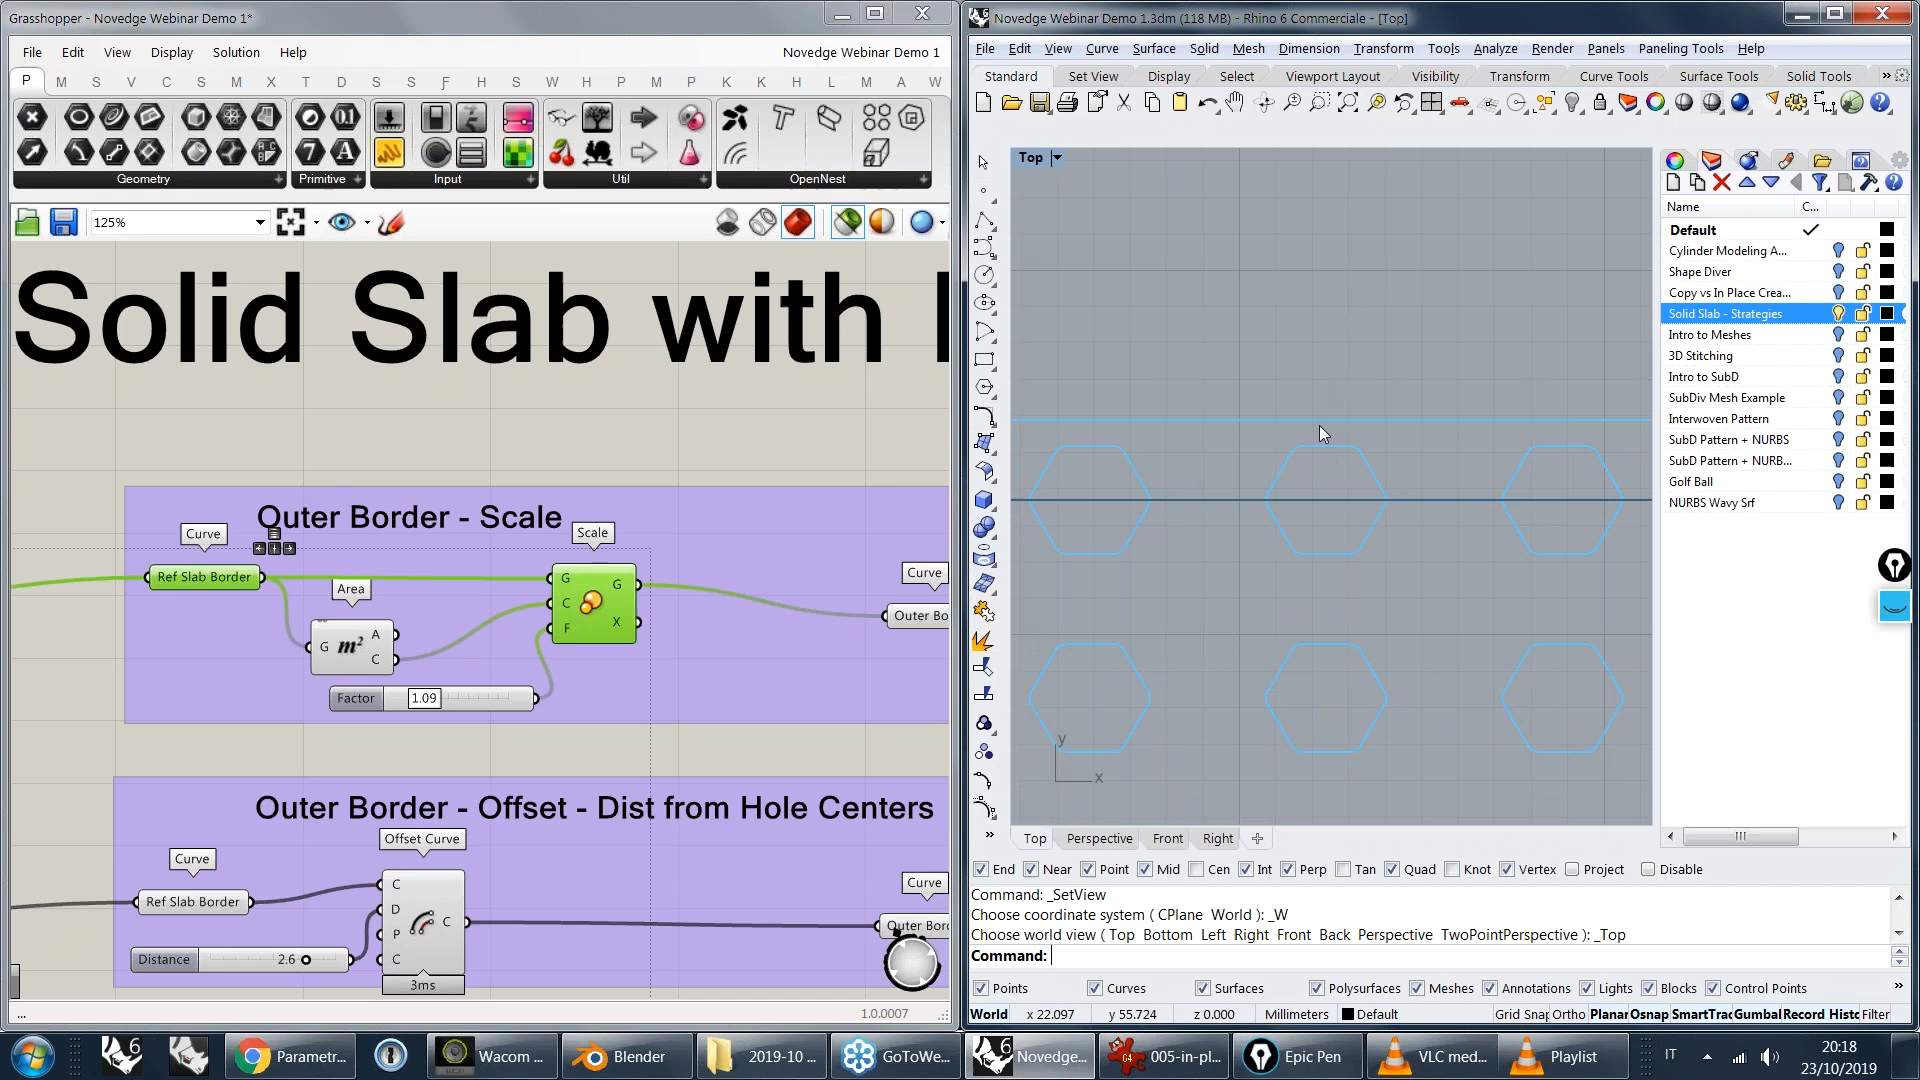 Grasshopper - Novedge Webinar Demo 1*
File Edit View Display Solution Help
Novedge Webinar Demo 1
P M S V C S M X T D S S F H S W H P M P K K H L M A W
Geometry
Primitive
Input
Util
OpenNest
125%
Solid Slab with
Outer Border - Scale
Curve
Scale
Ref Slab Border
Area
G
C
F
G
X
Curve
Outer Bo
G m² A
C
Factor 1.09
Outer Border - Offset - Dist from Hole Centers
Offset Curve
Curve
Curve
Ref Slab Border
C
D
P
C
C
Outer Bord
Distance 2.6
3ms
...
1.0.0007
Novedge Webinar Demo 1.3dm (118 MB) - Rhino 6 Commerciale - [Top]
File Edit View Curve Surface Solid Mesh Dimension Transform Tools Analyze Render Panels Paneling Tools Help
Standard Set View Display Select Viewport Layout Visibility Transform Curve Tools Surface Tools Solid Tools
Top
y
x
Name C...
Default
Cylinder Modeling A...
Shape Diver
Copy vs In Place Crea...
Solid Slab - Strategies
Intro to Meshes
3D Stitching
Intro to SubD
SubDiv Mesh Example
Interwoven Pattern
SubD Pattern + NURBS
SubD Pattern + NURB...
Golf Ball
NURBS Wavy Srf
Top Perspective Front Right
End Near Point Mid Cen Int Perp Tan Quad Knot Vertex Project Disable
Command: _SetView
Choose coordinate system ( CPlane World ): _W
Choose world view ( Top Bottom Left Right Front Back Perspective TwoPointPerspective ): _Top
Command:
Points Curves Surfaces Polysurfaces Meshes Annotations Lights Blocks Control Points
World x 22.097 y 55.724 z 0.000 Millimeters Default Grid Snap Ortho Planar Osnap SmartTrac Gumbal Record Histo Filter
6 Parametr... Wacom ... Blender 2019-10 ... GoToWe... Novedge... 005-in-pl... Epic Pen VLC med... Playlist IT
20:18
23/10/2019